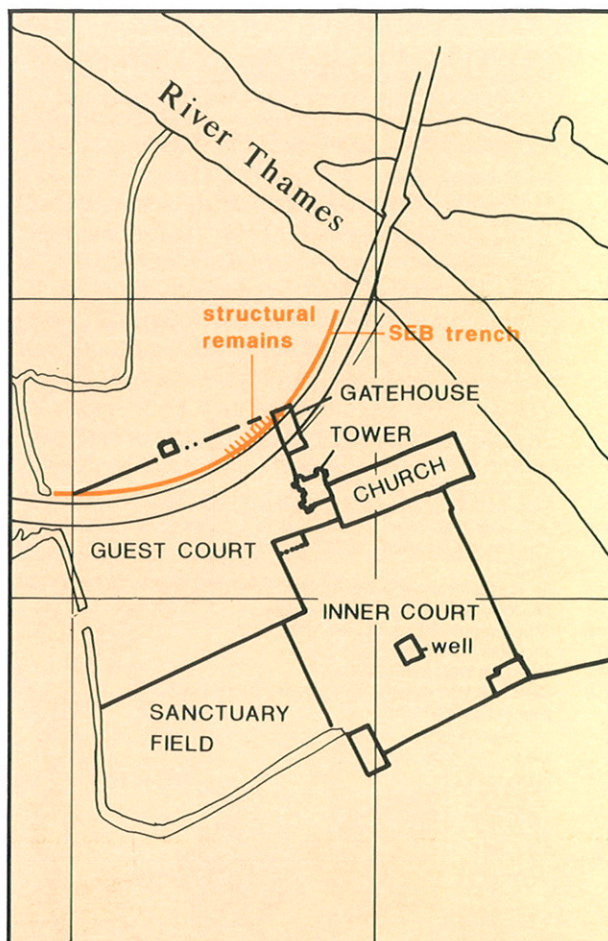 River Thames
structural
remains
SEB trench
GATEHOUSE
TOWER
CHURCH
GUEST COURT
INNER COURT
well
SANCTUARY
FIELD